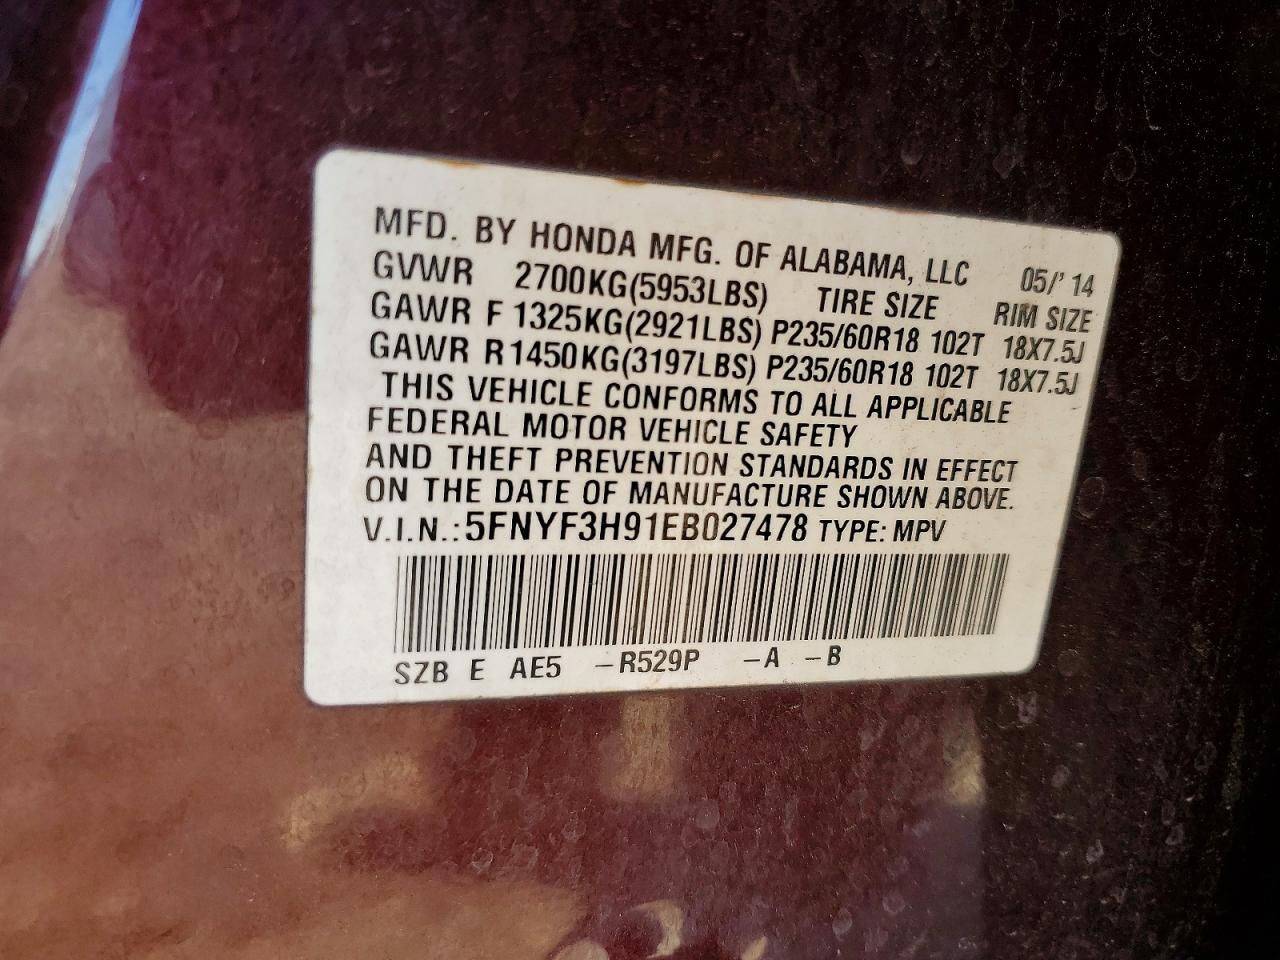 MFD. BY HONDA MFG. OF ALABAMA, LLC 05/'14
GVWR 2700KG(5953LBS) TIRE SIZE RIM SIZE
GAWR F 1325KG(2921LBS) P235/60R18 102T 18X7.5J
GAWR R 1450KG(3197LBS) P235/60R18 102T 18X7.5J
THIS VEHICLE CONFORMS TO ALL APPLICABLE
FEDERAL MOTOR VEHICLE SAFETY
AND THEFT PREVENTION STANDARDS IN EFFECT
ON THE DATE OF MANUFACTURE SHOWN ABOVE.
V.I.N.: 5FNYF3H91EB027478 TYPE: MPV
SZB E AE5 -R529P -A -B